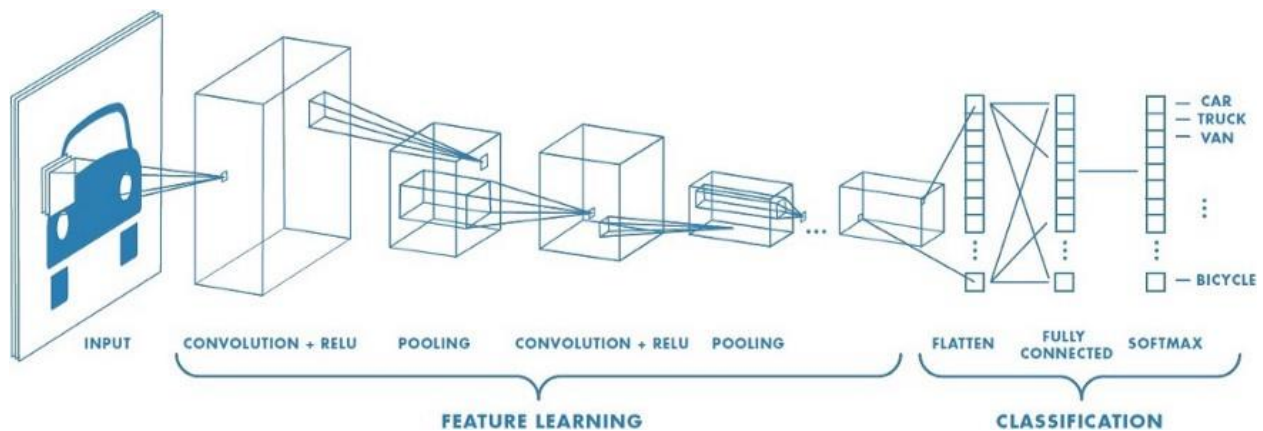 CAR
TRUCK
VAN
BICYCLE
INPUT
CONVOLUTION + RELU
POOLING
CONVOLUTION + RELU
POOLING
FLATTEN
FULLY
CONNECTED
SOFTMAX
FEATURE LEARNING
CLASSIFICATION